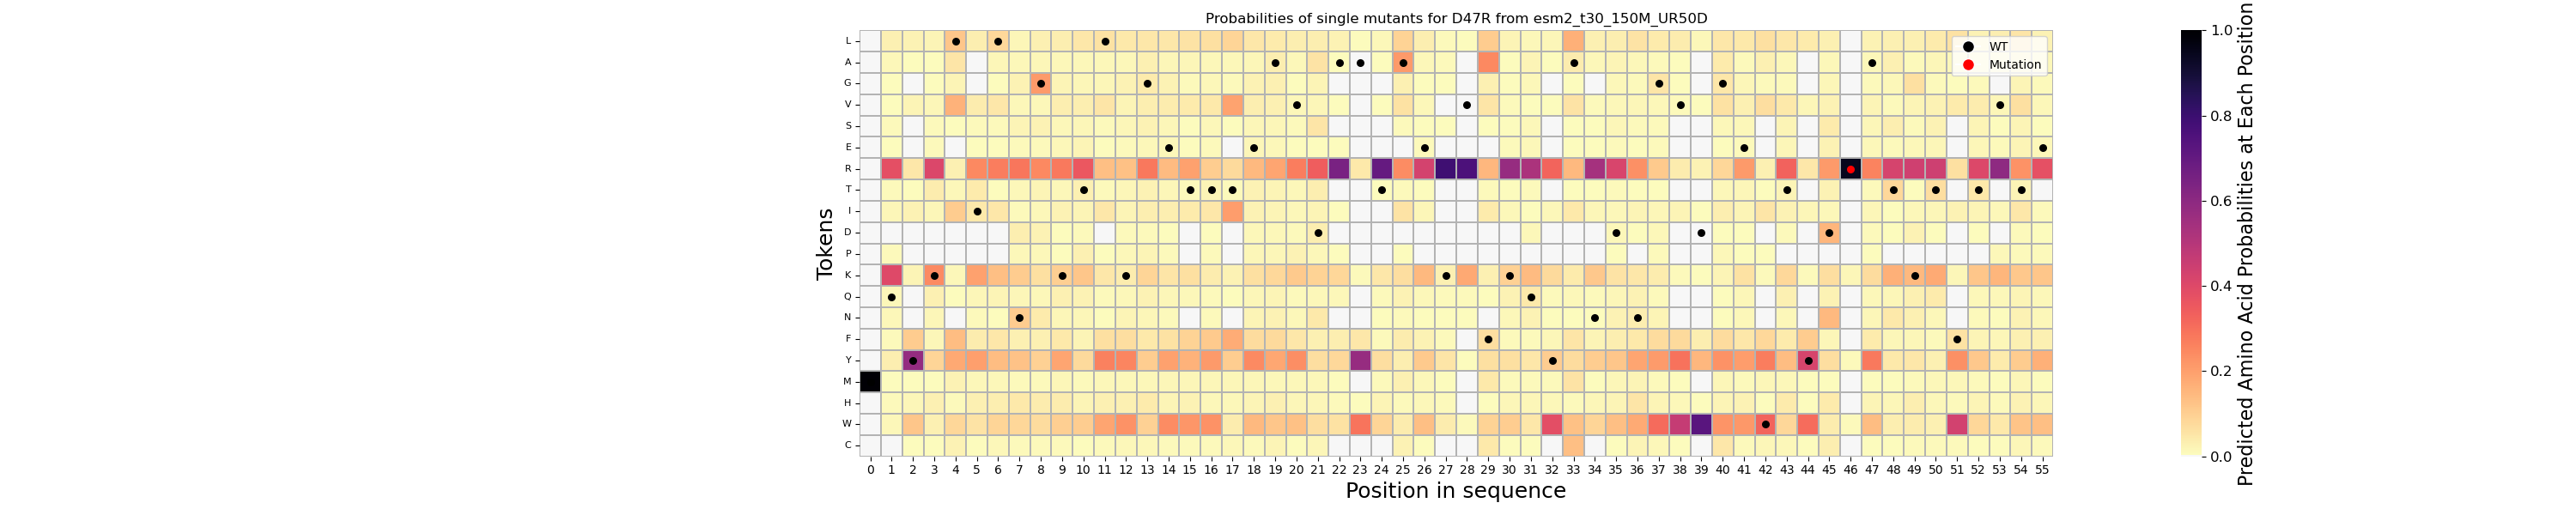 Probabilities of single mutants for D47R from esm2_t30_150M_UR50D
L
A
G
V
S
E
R
T
I
D
P
K
Q
N
F
Y
M
H
W
C
Tokens
0 1 2 3 4 5 6 7 8 9 10 11 12 13 14 15 16 17 18 19 20 21 22 23 24 25 26 27 28 29 30 31 32 33 34 35 36 37 38 39 40 41 42 43 44 45 46 47 48 49 50 51 52 53 54 55
Position in sequence
WT
Mutation
1.0
0.8
0.6
0.4
0.2
0.0
Predicted Amino Acid Probabilities at Each Position